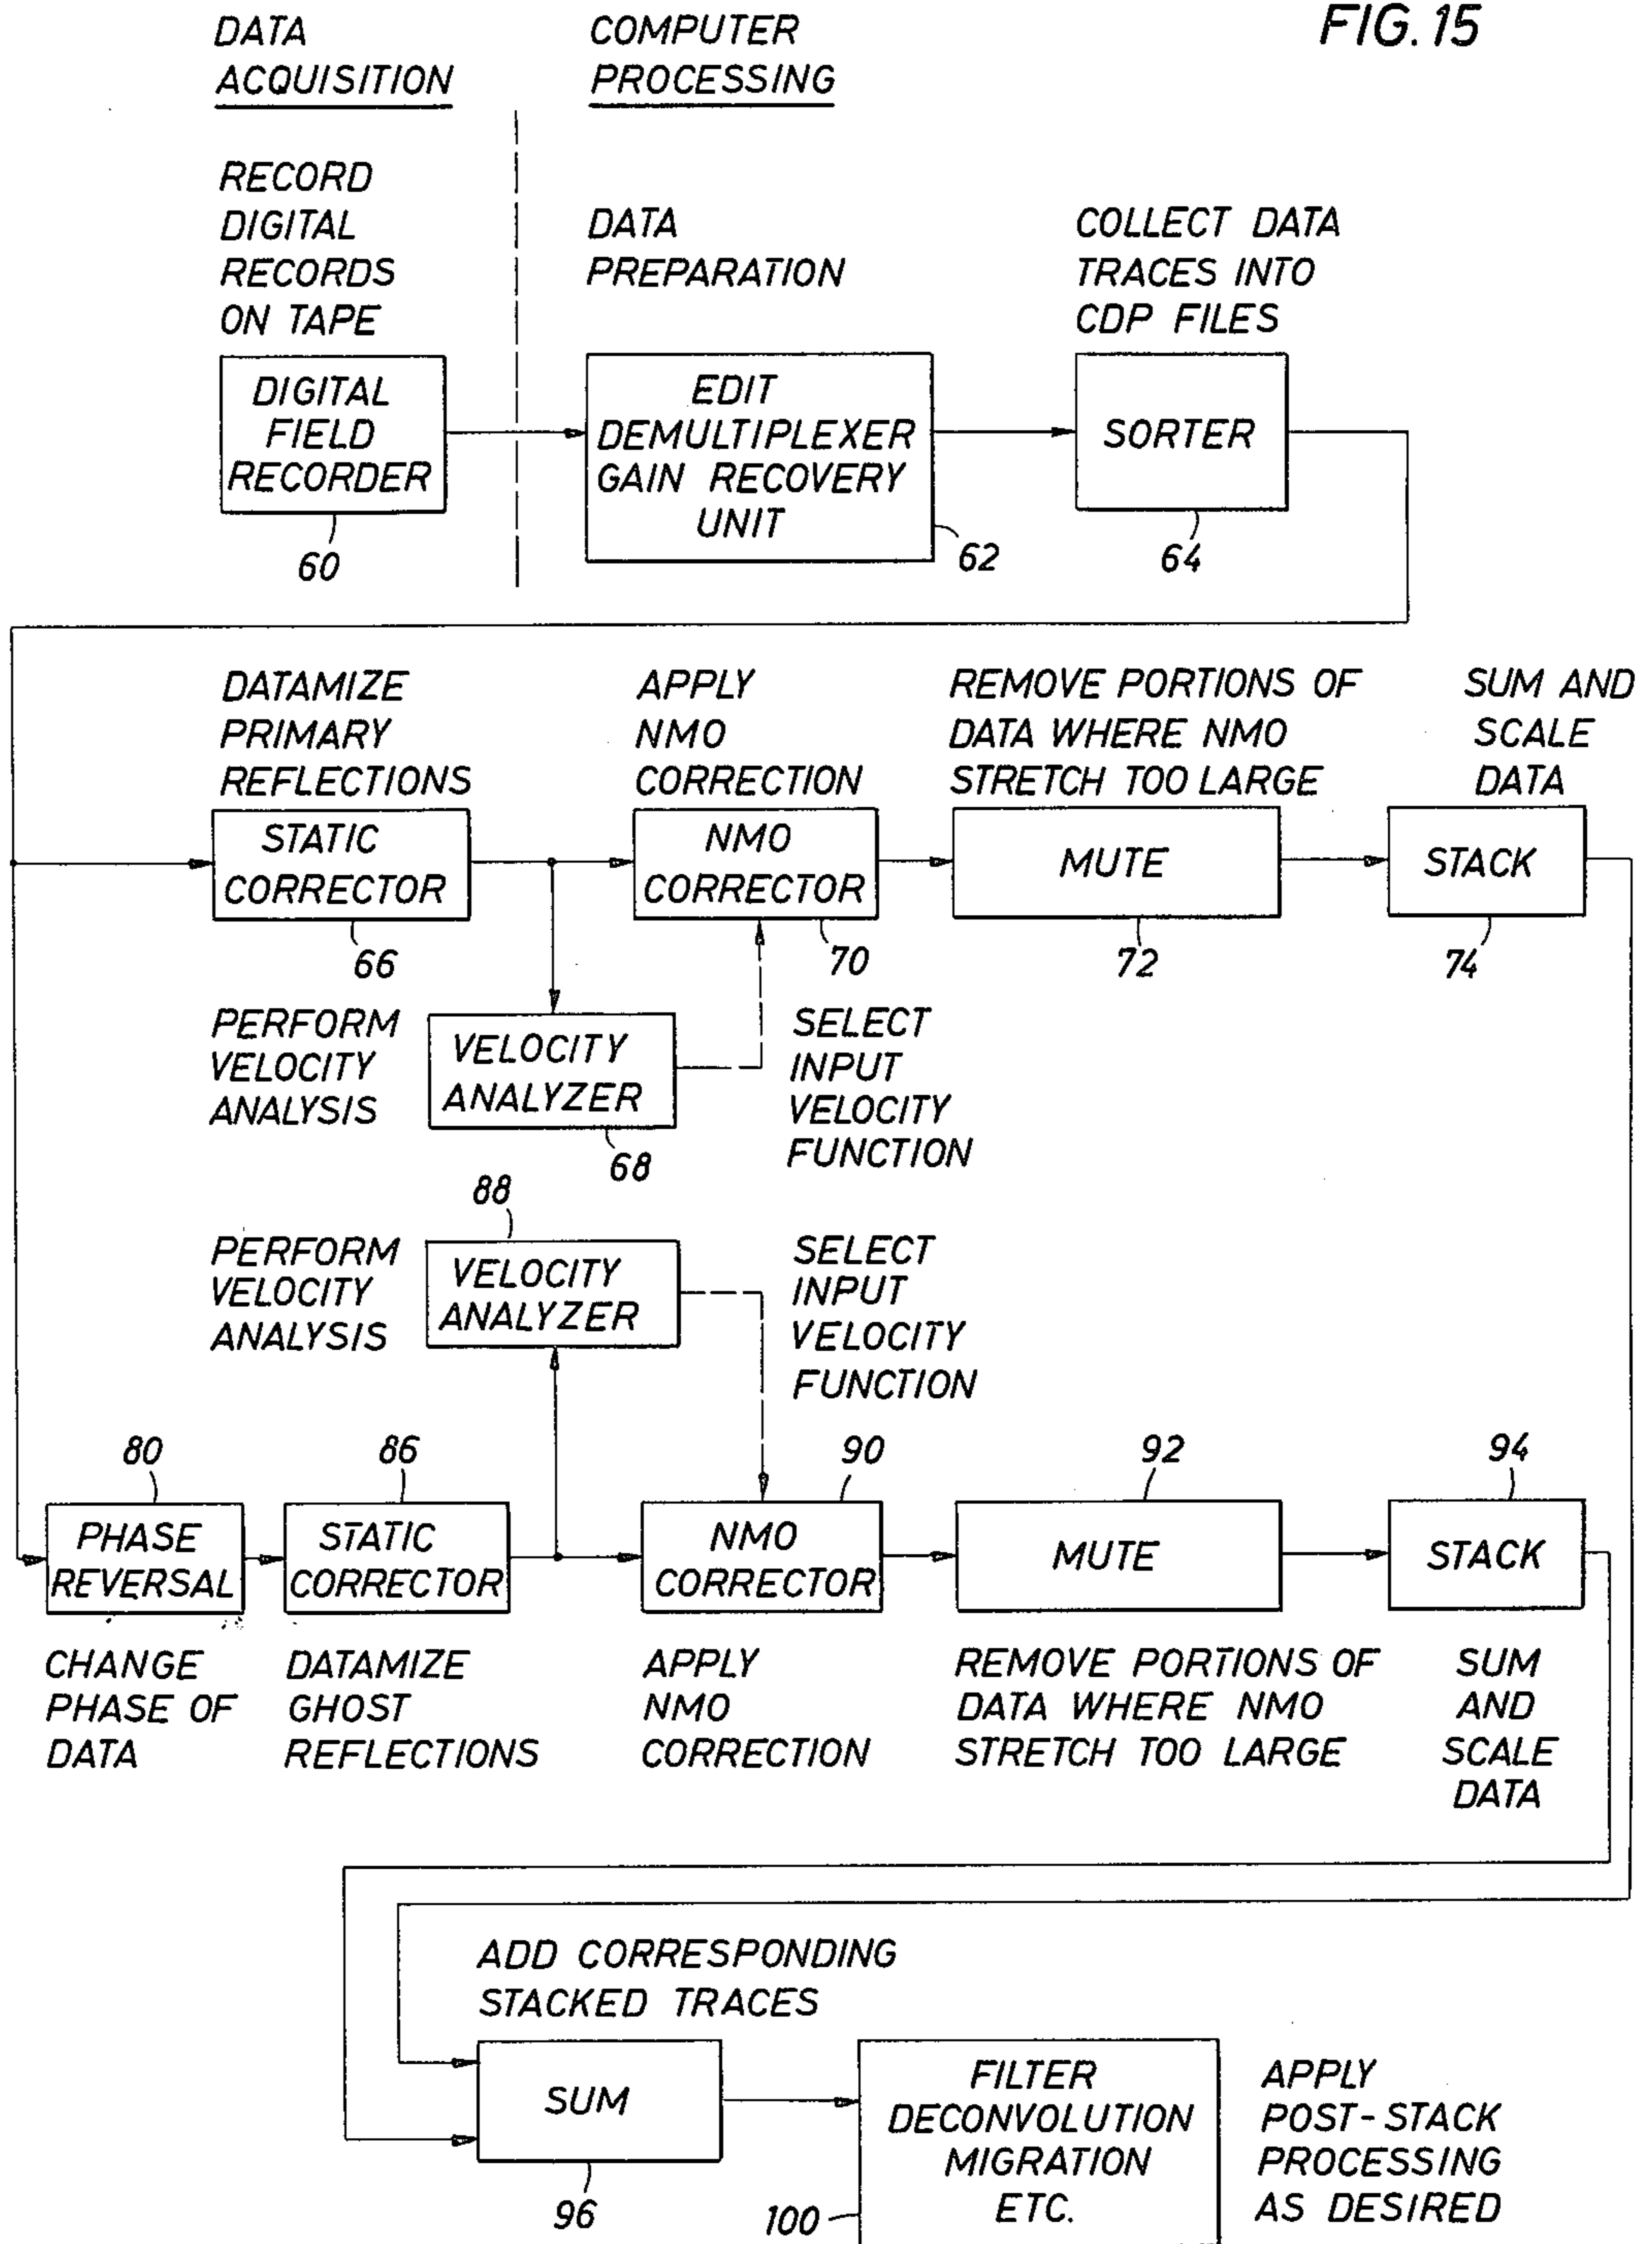 FIG. 15
DATA
ACQUISITION
COMPUTER
PROCESSING
RECORD
DIGITAL
RECORDS
ON TAPE
DATA
PREPARATION
COLLECT DATA
TRACES INTO
CDP FILES
DIGITAL
FIELD
RECORDER
60
EDIT
DEMULTIPLEXER
GAIN RECOVERY
UNIT
62
SORTER
64
DATAMIZE
PRIMARY
REFLECTIONS
APPLY
NMO
CORRECTION
REMOVE PORTIONS OF
DATA WHERE NMO
STRETCH TOO LARGE
SUM AND
SCALE
DATA
STATIC
CORRECTOR
66
NMO
CORRECTOR
70
MUTE
72
STACK
74
PERFORM
VELOCITY
ANALYSIS
VELOCITY
ANALYZER
68
SELECT
INPUT
VELOCITY
FUNCTION
88
PERFORM
VELOCITY
ANALYSIS
VELOCITY
ANALYZER
SELECT
INPUT
VELOCITY
FUNCTION
80
86
90
92
94
PHASE
REVERSAL
STATIC
CORRECTOR
NMO
CORRECTOR
MUTE
STACK
CHANGE
PHASE OF
DATA
DATAMIZE
GHOST
REFLECTIONS
APPLY
NMO
CORRECTION
REMOVE PORTIONS OF
DATA WHERE NMO
STRETCH TOO LARGE
SUM
AND
SCALE
DATA
ADD CORRESPONDING
STACKED TRACES
SUM
96
FILTER
DECONVOLUTION
MIGRATION
ETC.
100
APPLY
POST-STACK
PROCESSING
AS DESIRED